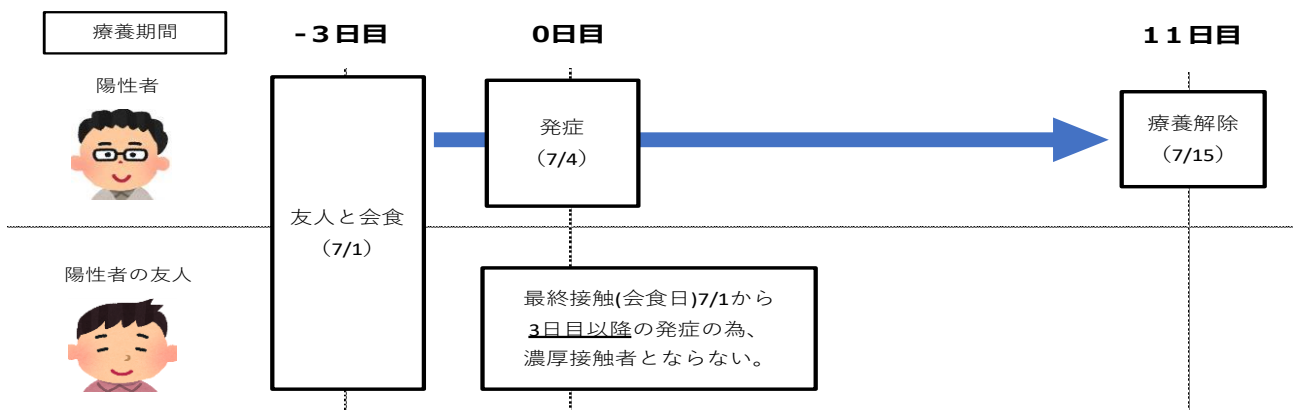 療養期間
-3日目
0日目
11日目
陽性者
発症
（7/4）
療養解除
（7/15）
友人と会食
（7/1）
陽性者の友人
最終接触(会食日)7/1から
3日目以降の発症の為、
濃厚接触者とならない。